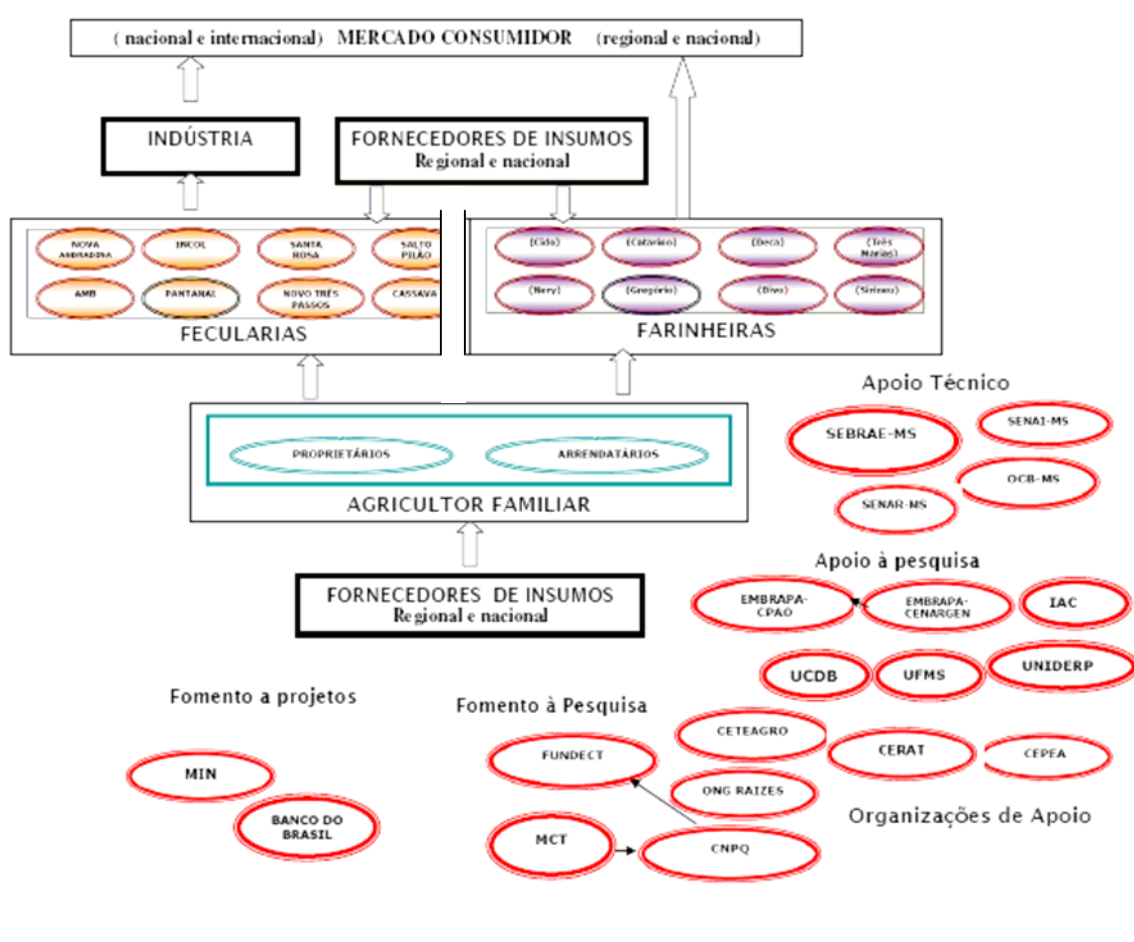 ( nacional e internacional) MERCADO CONSUMIDOR (regional e nacional)
INDÚSTRIA
FORNECEDORES DE INSUMOS
Regional e nacional
NOVA
ANDRADINA
INCOL
SANTA
ROSA
SALTO
PILÃO
AMB
PANTANAL
NOVO TRÊS
PASSOS
CASSAVA
FECULARIAS
(Cido)
(Catarino)
(Deca)
(Três
Marias)
(Nery)
(Gregório)
(Divo)
(Sirineu)
FARINHEIRAS
PROPRIETÁRIOS
ARRENDATÁRIOS
AGRICULTOR FAMILIAR
FORNECEDORES DE INSUMOS
Regional e nacional
Apoio Técnico
SEBRAE-MS
SENAI-MS
OCB-MS
SENAR-MS
Apoio à pesquisa
EMBRAPA-
CPAO
EMBRAPA-
CENARGEN
IAC
UCDB
UFMS
UNIDERP
CETEAGRO
CERAT
CEPEA
ONG RAIZES
Organizações de Apoio
Fomento a projetos
MIN
BANCO DO
BRASIL
Fomento à Pesquisa
FUNDECT
MCT
CNPQ